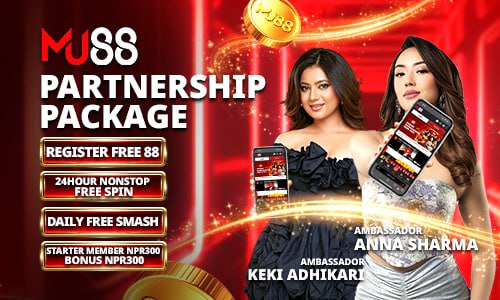 MU88
PARTNERSHIP
PACKAGE
REGISTER FREE 88
24HOUR NONSTOP
FREE SPIN
DAILY FREE SMASH
STARTER MEMBER NPR300
BONUS NPR300
AMBASSADOR
ANNA SHARMA
AMBASSADOR
KEKI ADHIKARI